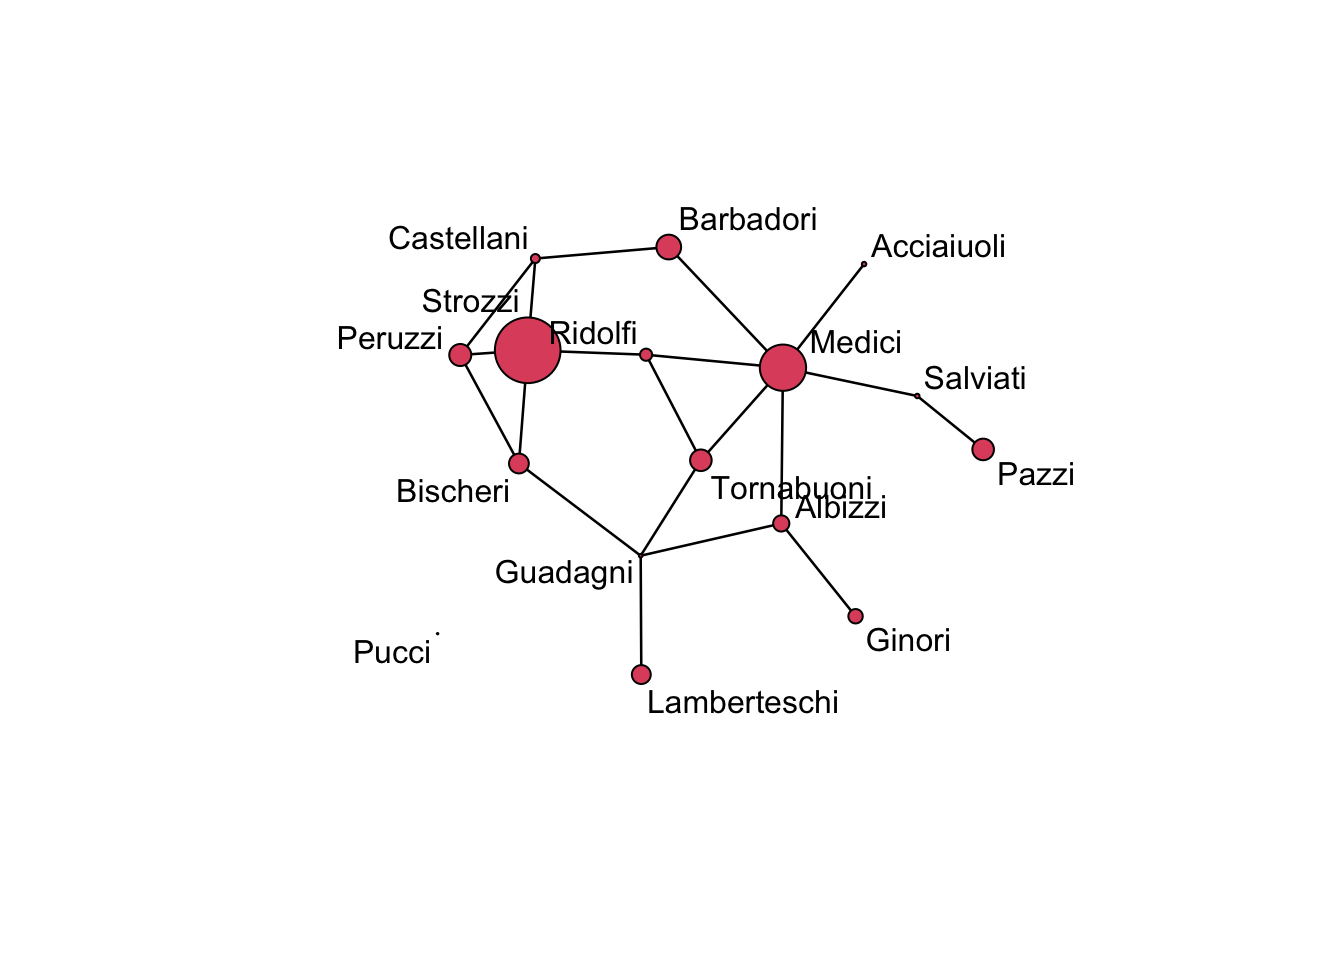 Barbadori
Castellani
Acciaiuoli
Strozzi
Ridolfi
Peruzzi
Medici
Salviati
Pazzi
Bischeri
Tornabuoni
Albizzi
Guadagni
Ginori
Pucci
Lamberteschi